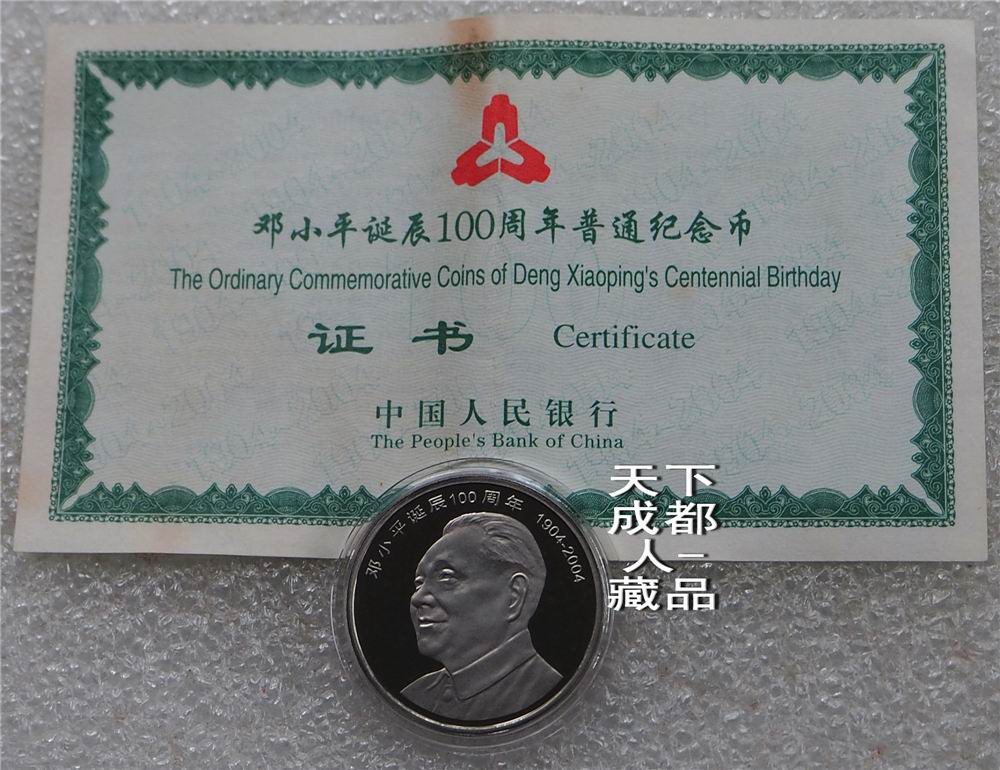 邓小平诞辰100周年普通纪念币
The Ordinary Commemorative Coins of Deng Xiaoping's Centennial Birthday
证书 Certificate
中国人民银行
The People's Bank of China
邓小平诞辰100周年 1904-2004
天下
成都
人－
藏品